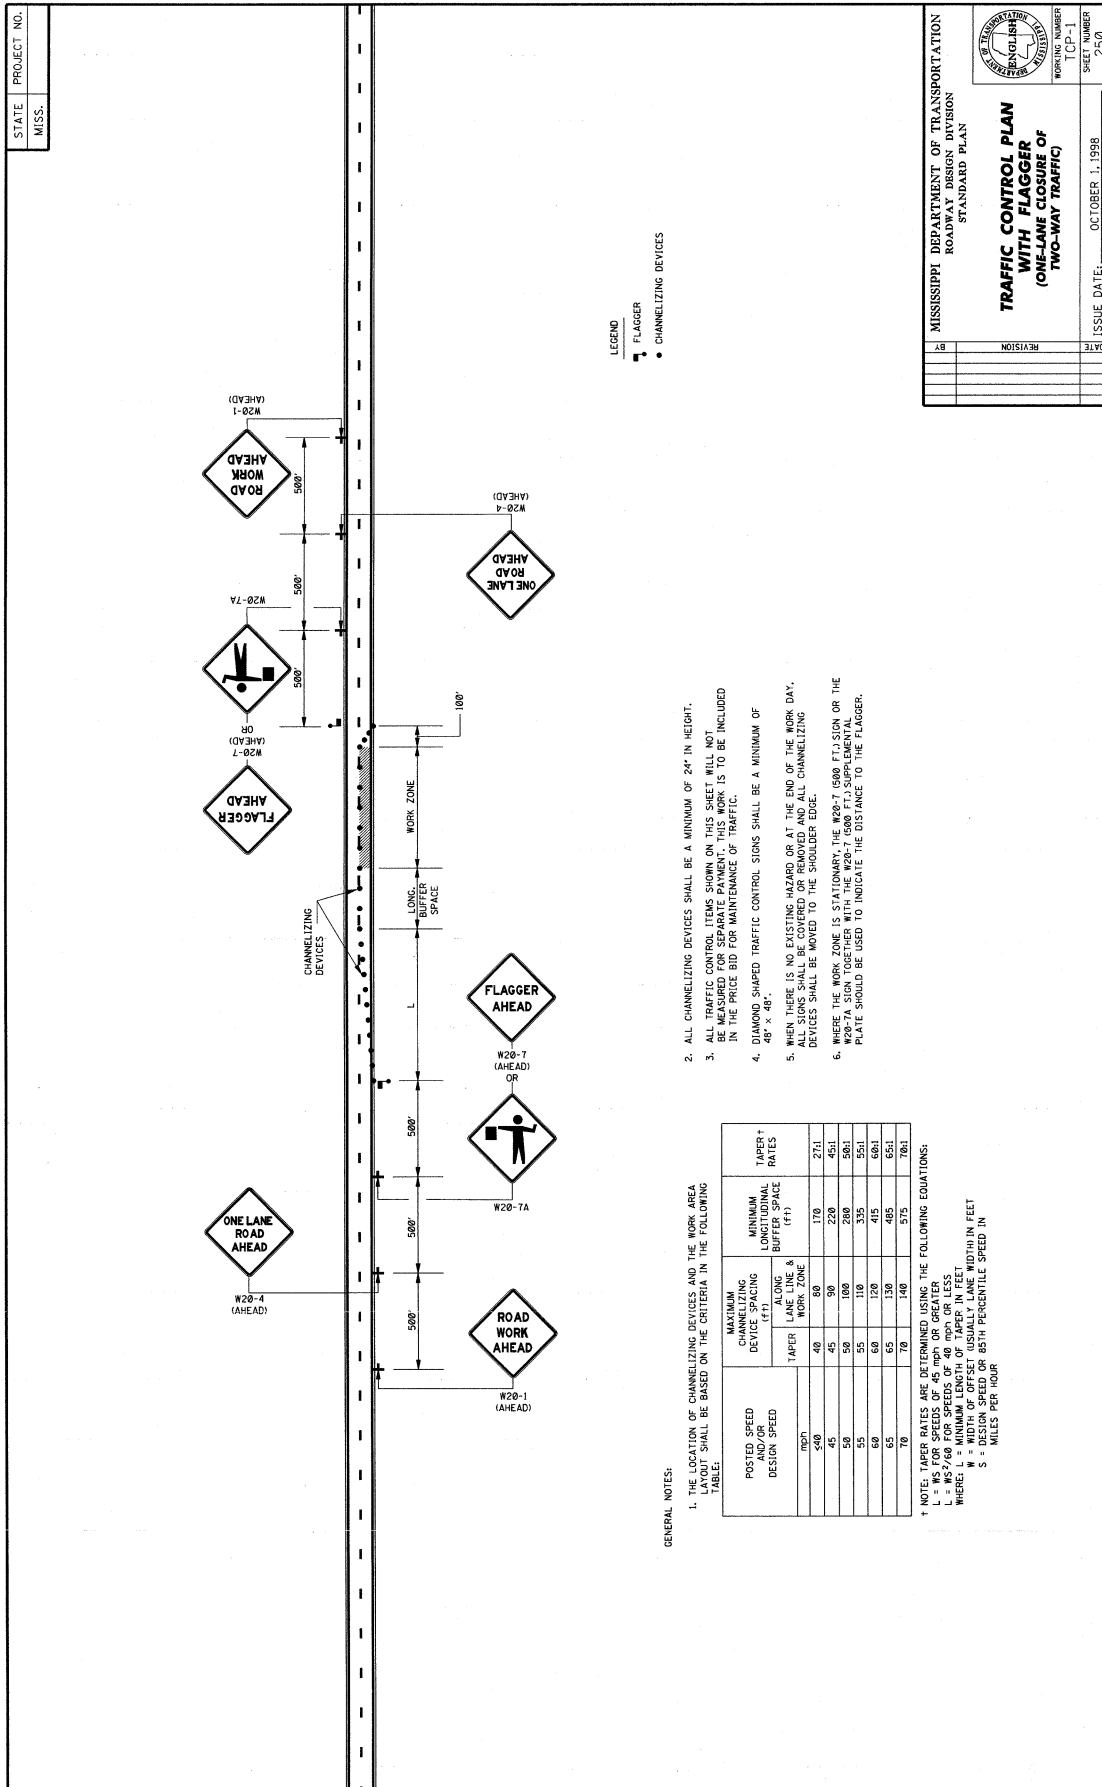 STATE PROJECT NO.
MISS.
ROAD
WORK
AHEAD
W20-1
(AHEAD)
500'
500'
500'
W20-4
(AHEAD)
ONE LANE
ROAD
AHEAD
W20-7A
OR
W20-7
(AHEAD)
FLAGGER
AHEAD
100'
WORK ZONE
LONG.
BUFFER
SPACE
L
CHANNELIZING
DEVICES
FLAGGER
AHEAD
W20-7
(AHEAD)
OR
W20-7A
500'
500'
500'
ONE LANE
ROAD
AHEAD
W20-4
(AHEAD)
ROAD
WORK
AHEAD
W20-1
(AHEAD)
LEGEND
FLAGGER
CHANNELIZING DEVICES
GENERAL NOTES:
1. THE LOCATION OF CHANNELIZING DEVICES AND THE WORK AREA
LAYOUT SHALL BE BASED ON THE CRITERIA IN THE FOLLOWING
TABLE:
POSTED SPEED
AND/OR
DESIGN SPEED
MAXIMUM
CHANNELIZING
DEVICE SPACING
(ft)
MINIMUM
LONGITUDINAL
BUFFER SPACE
(ft)
TAPER †
RATES
mph
TAPER
ALONG
LANE LINE &
WORK ZONE
≤40 40 80 170 27:1
45 45 90 220 45:1
50 50 100 280 50:1
55 55 110 335 55:1
60 60 120 415 60:1
65 65 130 485 65:1
70 70 140 575 70:1
† NOTE: TAPER RATES ARE DETERMINED USING THE FOLLOWING EQUATIONS:
L = WS FOR SPEEDS OF 45 mph OR GREATER
L = WS²/60 FOR SPEEDS OF 40 mph OR LESS
WHERE: L = MINIMUM LENGTH OF TAPER IN FEET
W = WIDTH OF OFFSET (USUALLY LANE WIDTH) IN FEET
S = DESIGN SPEED OR 85TH PERCENTILE SPEED IN
MILES PER HOUR
2. ALL CHANNELIZING DEVICES SHALL BE A MINIMUM OF 24" IN HEIGHT.
3. ALL TRAFFIC CONTROL ITEMS SHOWN ON THIS SHEET WILL NOT
BE MEASURED FOR SEPARATE PAYMENT. THIS WORK IS TO BE INCLUDED
IN THE PRICE BID FOR MAINTENANCE OF TRAFFIC.
4. DIAMOND SHAPED TRAFFIC CONTROL SIGNS SHALL BE A MINIMUM OF
48" x 48".
5. WHEN THERE IS NO EXISTING HAZARD OR AT THE END OF THE WORK DAY,
ALL SIGNS SHALL BE COVERED OR REMOVED AND ALL CHANNELIZING
DEVICES SHALL BE MOVED TO THE SHOULDER EDGE.
6. WHERE THE WORK ZONE IS STATIONARY, THE W20-7 (500 FT.) SIGN OR THE
W20-7A SIGN TOGETHER WITH THE W20-7 (500 FT.) SUPPLEMENTAL
PLATE SHOULD BE USED TO INDICATE THE DISTANCE TO THE FLAGGER.
BY
REVISION
DATE
MISSISSIPPI DEPARTMENT OF TRANSPORTATION
ROADWAY DESIGN DIVISION
STANDARD PLAN
TRAFFIC CONTROL PLAN
WITH FLAGGER
(ONE-LANE CLOSURE OF
TWO-WAY TRAFFIC)
MISSISSIPPI DEPARTMENT OF TRANSPORTATION
ENGLISH
WORKING NUMBER
TCP-1
SHEET NUMBER
250
ISSUE DATE: OCTOBER 1, 1998